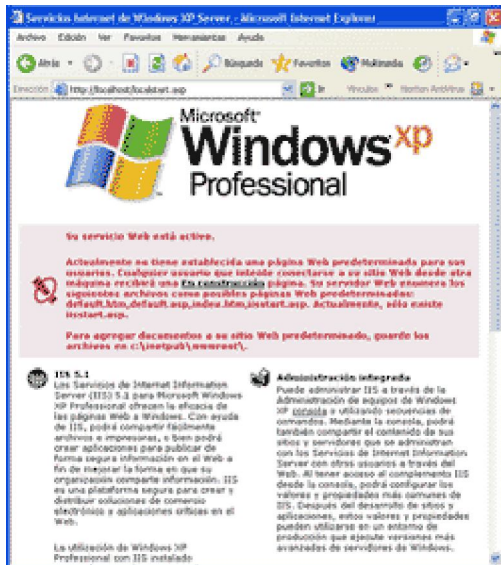 Servicios Internet de Windows XP Server - Microsoft Internet Explorer
Archivo Edición Ver Favoritos Herramientas Ayuda
Atrás Búsqueda Favoritos Multimedia
Dirección http://localhost/localstart.asp Ir Vínculos Norton AntiVirus
Microsoft
Windows xp
Professional
Su servicio Web está activo.
Actualmente no tiene establecida una página Web predeterminada para sus
usuarios. Cualquier usuario que intente conectarse a su sitio Web desde otra
máquina recibirá una En construcción página. Su servidor Web enumera los
siguientes archivos como posibles páginas Web predeterminadas:
default.htm,default.asp,index.htm,iisstart.asp. Actualmente, sólo existe
iisstart.asp.
Para agregar documentos a su sitio Web predeterminado, guarde los
archivos en c:\inetpub\wwwroot\.
IIS 5.1
Los Servicios de Internet Information
Server (IIS) 5.1 para Microsoft Windows
XP Professional ofrecen la eficacia de
las páginas Web a Windows. Con ayuda
de IIS, podrá compartir fácilmente
archivos e impresoras, o bien podrá
crear aplicaciones para publicar de
forma segura información en el Web a
fin de mejorar la forma en que su
organización comparte información. IIS
es una plataforma segura para crear y
distribuir soluciones de comercio
electrónico y aplicaciones críticas en el
Web.
La utilización de Windows XP
Professional con IIS instalado
Administración integrada
Puede administrar IIS a través de la
Administración de equipos de Windows
XP consola o utilizando secuencias de
comandos. Mediante la consola, podrá
también compartir el contenido de sus
sitios y servidores que se administran
con los Servicios de Internet Information
Server con otros usuarios a través del
Web. Al tener acceso al complemento IIS
desde la consola, podrá configurar los
valores y propiedades más comunes de
IIS. Después del desarrollo de sitios y
aplicaciones, estos valores y propiedades
pueden utilizarse en un entorno de
producción que ejecute versiones más
avanzadas de servidores de Windows.